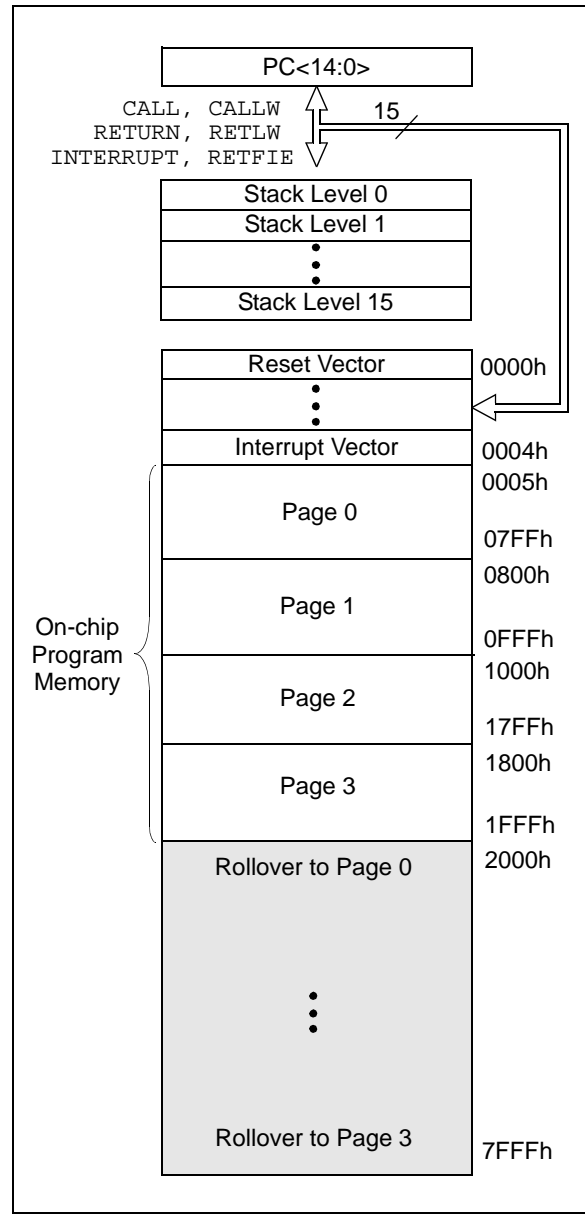 PC<14:0>
CALL, CALLW
RETURN, RETLW
INTERRUPT, RETFIE
15
Stack Level 0
Stack Level 1
Stack Level 15
Reset Vector
0000h
Interrupt Vector
0004h
0005h
Page 0
07FFh
0800h
Page 1
0FFFh
On-chip
Program
Memory
1000h
Page 2
17FFh
1800h
Page 3
1FFFh
2000h
Rollover to Page 0
Rollover to Page 3
7FFFh